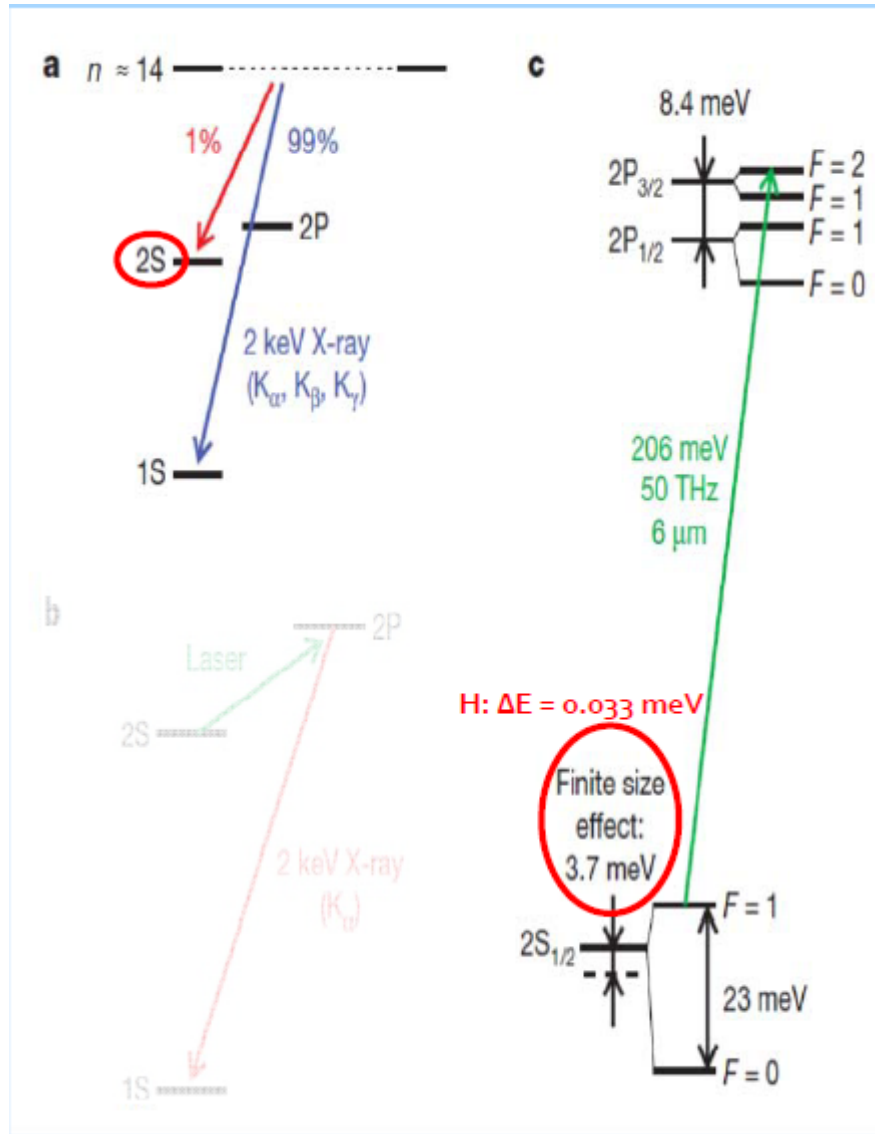 a
n ≈ 14
1%
99%
2P
2S
2 keV X-ray
(Kα, Kβ, Kγ)
1S
b
2P
Laser
2S
2 keV X-ray
(Kα)
1S
c
8.4 meV
2P3/2
F = 2
F = 1
2P1/2
F = 1
F = 0
206 meV
50 THz
6 μm
H: ΔE = 0.033 meV
Finite size
effect:
3.7 meV
F = 1
2S1/2
23 meV
F = 0